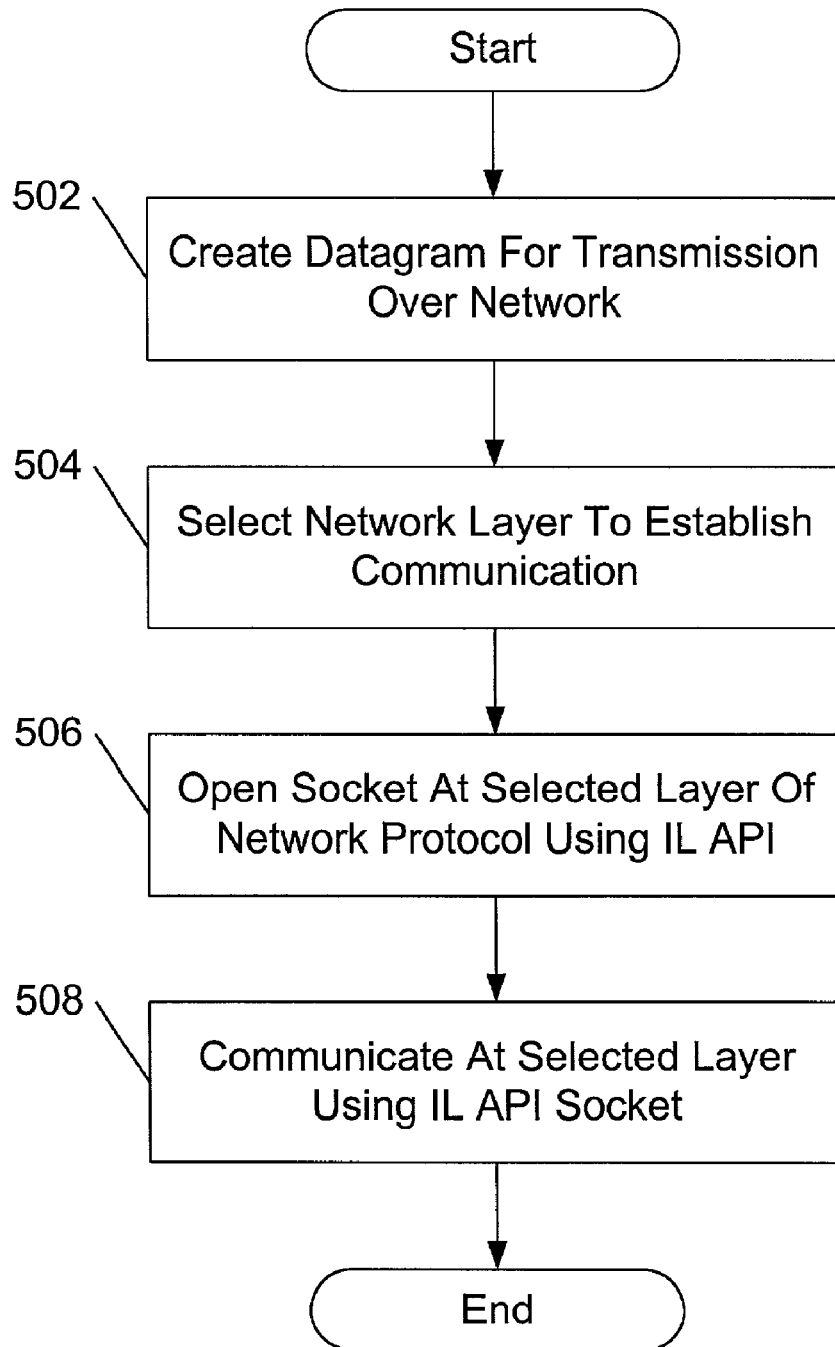 Start
502
Create Datagram For Transmission
Over Network
504
Select Network Layer To Establish
Communication
506
Open Socket At Selected Layer Of
Network Protocol Using IL API
508
Communicate At Selected Layer
Using IL API Socket
End